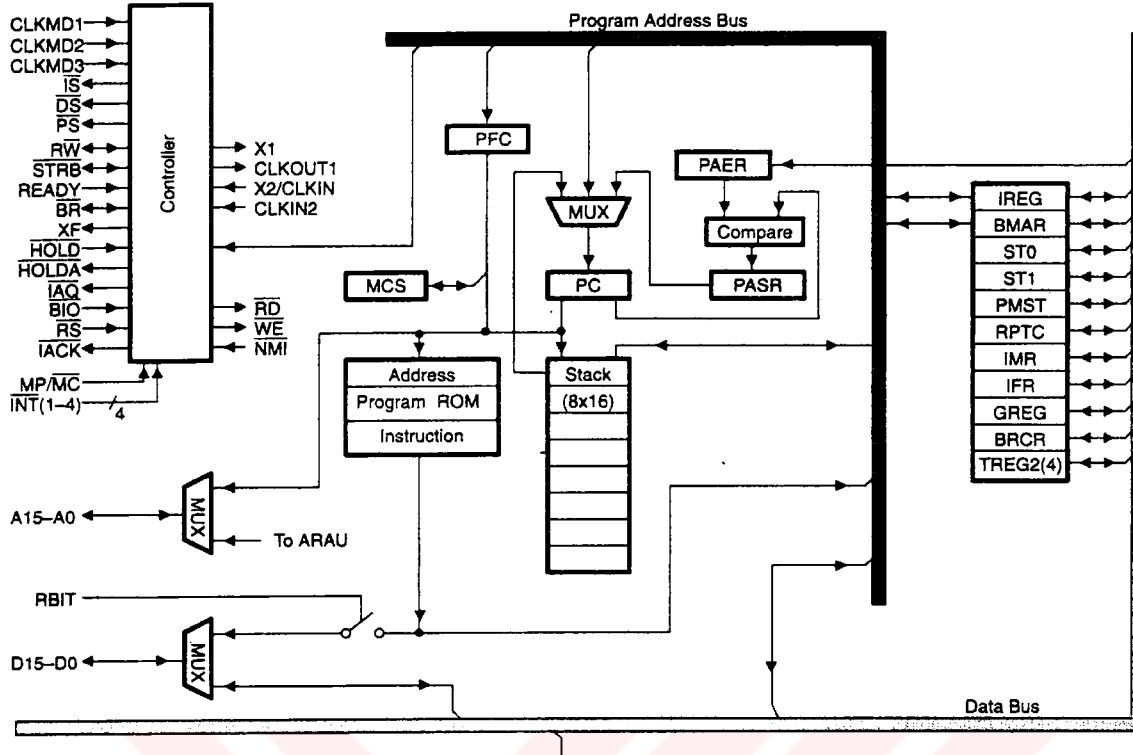 Program Address Bus
CLKMD1
CLKMD2
CLKMD3
IS
DS
PS
RW
STRB
READY
BR
XF
HOLD
HOLDA
IAQ
BIO
RS
IACK
MP/MC
INT(1–4)
4
Controller
X1
CLKOUT1
X2/CLKIN
CLKIN2
RD
WE
NMI
PFC
MUX
PAER
Compare
MCS
PC
PASR
Address
Program ROM
Instruction
Stack
(8x16)
IREG
BMAR
ST0
ST1
PMST
RPTC
IMR
IFR
GREG
BRCR
TREG2(4)
A15–A0
MUX
To ARAU
RBIT
D15–D0
MUX
Data Bus